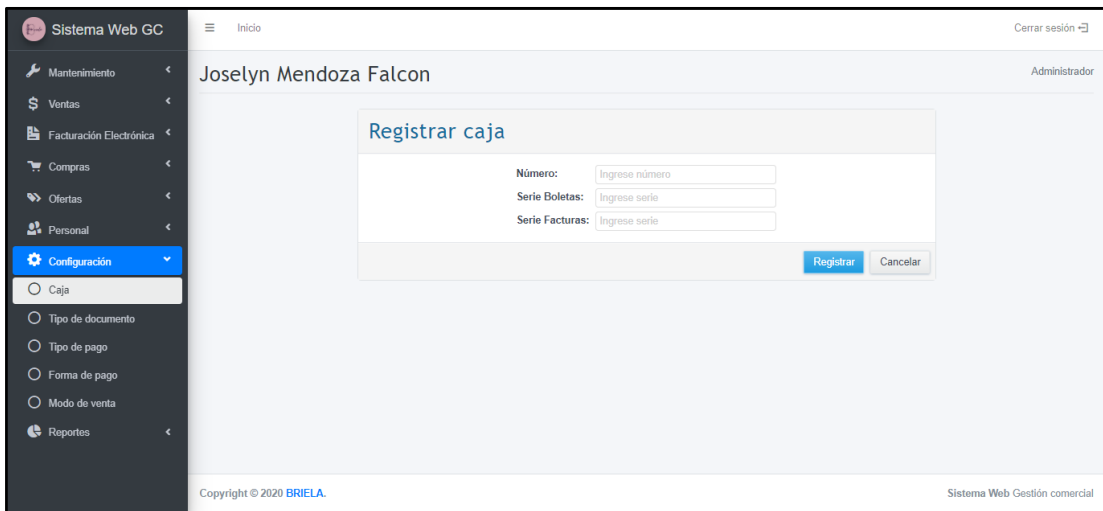 Sistema Web GC
Inicio
Cerrar sesión
Mantenimiento
Ventas
Facturación Electrónica
Compras
Ofertas
Personal
Configuración
Caja
Tipo de documento
Tipo de pago
Forma de pago
Modo de venta
Reportes
Joselyn Mendoza Falcon
Administrador
Registrar caja
Número: Ingrese número
Serie Boletas: Ingrese serie
Serie Facturas: Ingrese serie
Registrar Cancelar
Copyright © 2020 BRIELA.
Sistema Web Gestión comercial